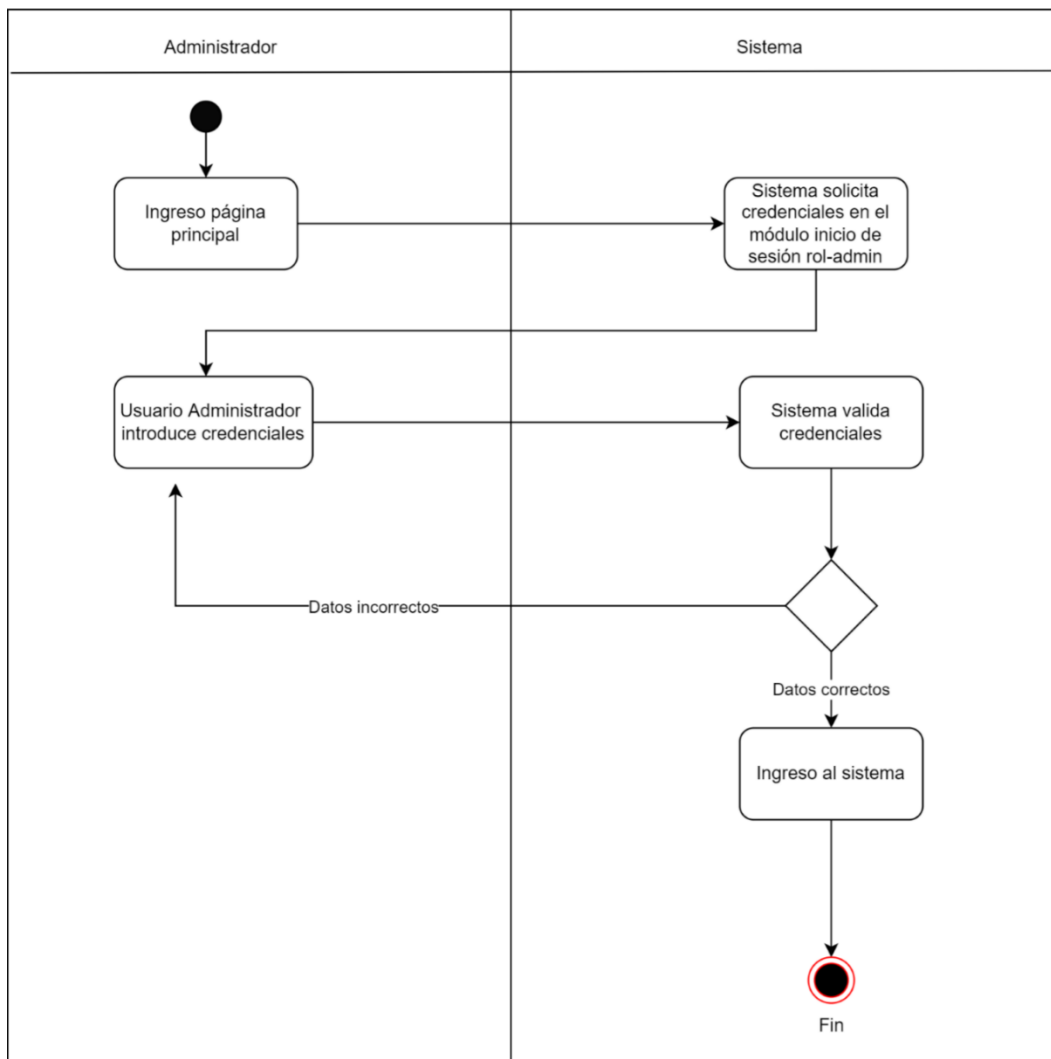 Administrador
Sistema
Ingreso página
principal
Sistema solicita
credenciales en el
módulo inicio de
sesión rol-admin
Usuario Administrador
introduce credenciales
Sistema valida
credenciales
Datos incorrectos
Datos correctos
Ingreso al sistema
Fin